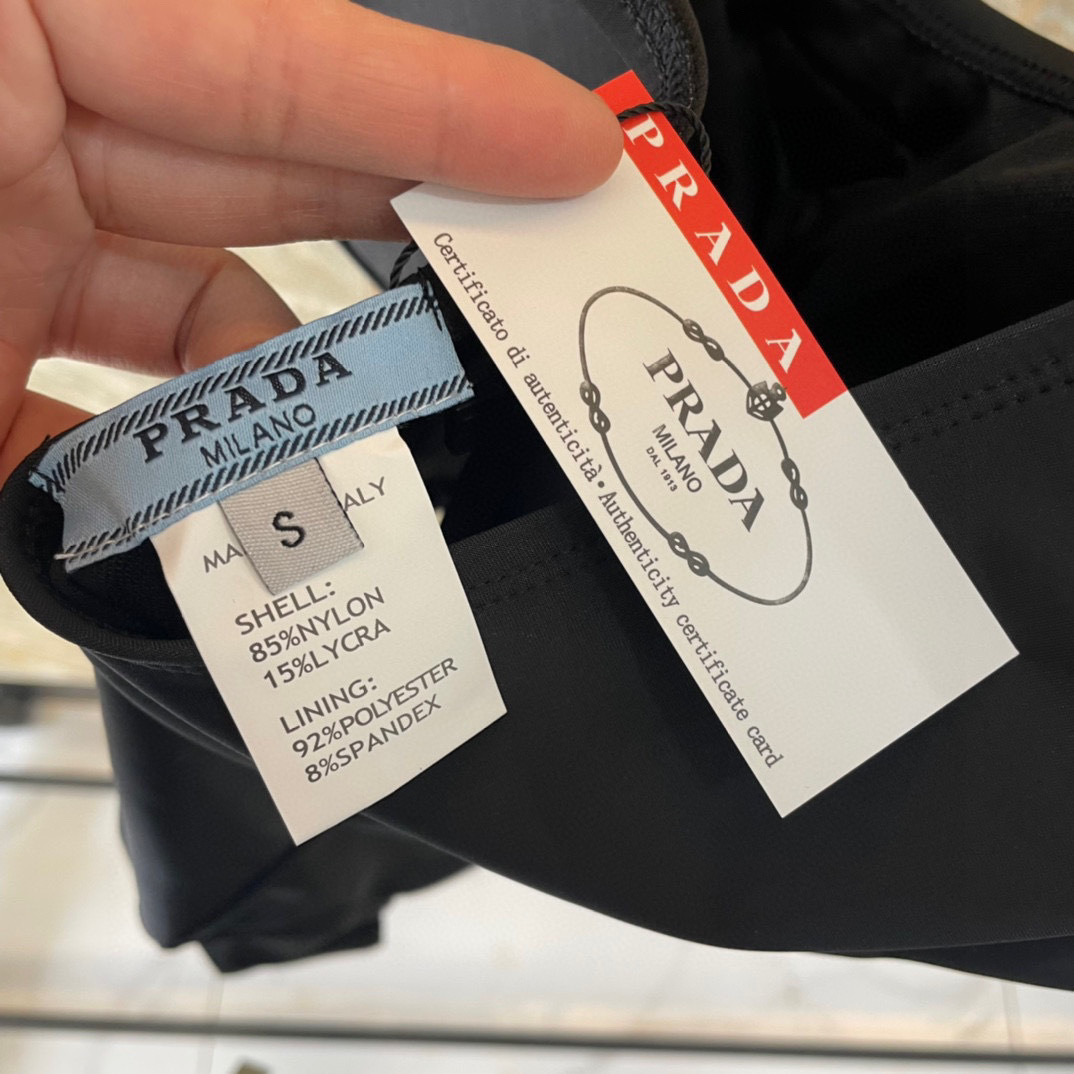 PRADA
MILANO
S
MA
ALY
SHELL:
85%NYLON
15%LYCRA
LINING:
92%POLYESTER
8%SPANDEX
PRADA
Certificato di autenticità • Authenticity certificate card
PRADA
MILANO
DAL 1913